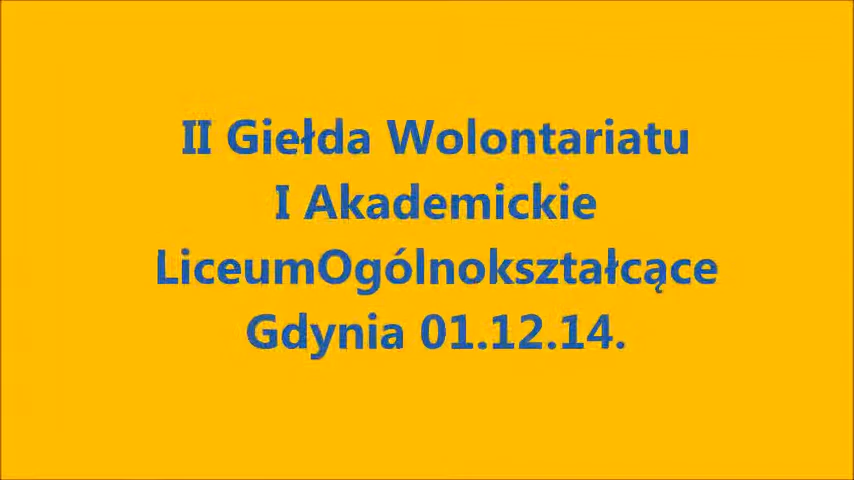 II Giełda Wolontariatu
I Akademickie
LiceumOgólnokształcące
Gdynia 01.12.14.